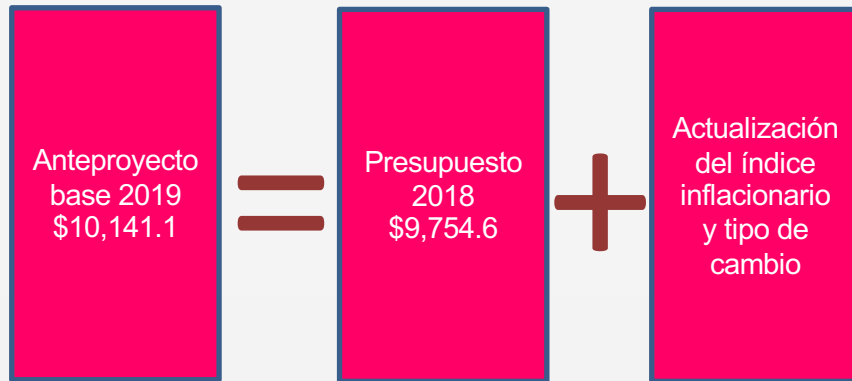 Anteproyecto
base 2019
$10,141.1
=
Presupuesto
2018
$9,754.6
+
Actualización
del índice
inflacionario
y tipo de
cambio